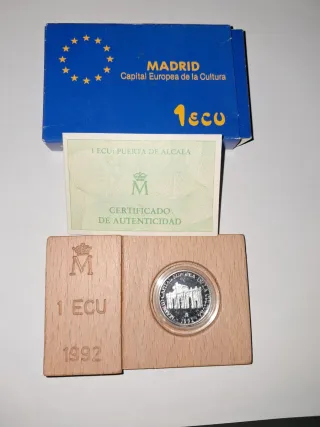 MADRID
Capital Europea de la Cultura
1 ECU
1 ECU - PUERTA DE ALCALA
M
CERTIFICADO
DE AUTENTICIDAD
M
1 ECU
1992